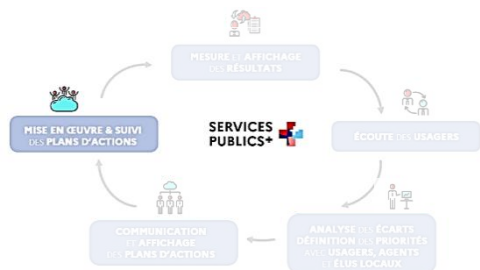 MESURE ET AFFICHAGE
DES RÉSULTATS
MISE EN ŒUVRE & SUIVI
DES PLANS D'ACTIONS
SERVICES
PUBLICS+
ÉCOUTE DES USAGERS
COMMUNICATION
ET AFFICHAGE
DES PLANS D'ACTIONS
ANALYSE DES ÉCARTS
DÉFINITION DES PRIORITÉS
AVEC USAGERS, AGENTS
ET ÉLUS LOCAUX